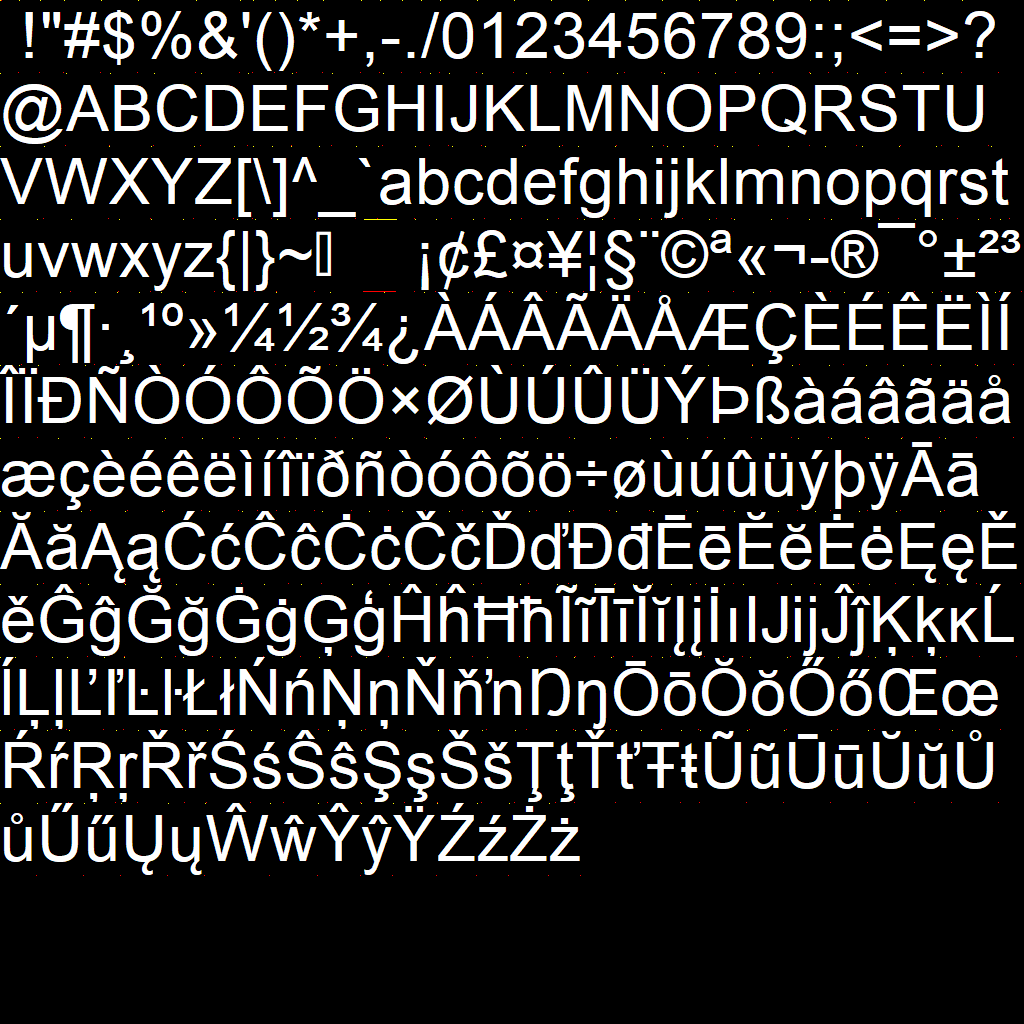 !"#$%&'()*+,-./0123456789:;<=>?
@ABCDEFGHIJKLMNOPQRSTU
VWXYZ[\]^_`abcdefghijklmnopqrst
uvwxyz{|}~▯ ¡¢£¤¥¦§¨©ª«¬-®¯°±²³
´µ¶·¸¹º»¼½¾¿ÀÁÂÃÄÅÆÇÈÉÊËÌÍ
ÎÏÐÑÒÓÔÕÖ×ØÙÚÛÜÝÞßàáâãäå
æçèéêëìíîïðñòóôõö÷øùúûüýþÿĀā
ĂăĄąĆćĈĉĊċČčĎďĐđĒēĔĕĖėĘęĚ
ěĜĝĞğĠġĢģĤĥĦħĨĩĪīĬĭĮįİıĲĳĴĵĶķĸĹ
ĺĻļĽľĿŀŁłŃńŅņŇňŉŊŋŌōŎŏŐőŒœ
ŔŕŖŗŘřŚśŜŝŞşŠšŢţŤťŦŧŨũŪūŬŭŮ
ůŰűŲųŴŵŶŷŸŹźŻż